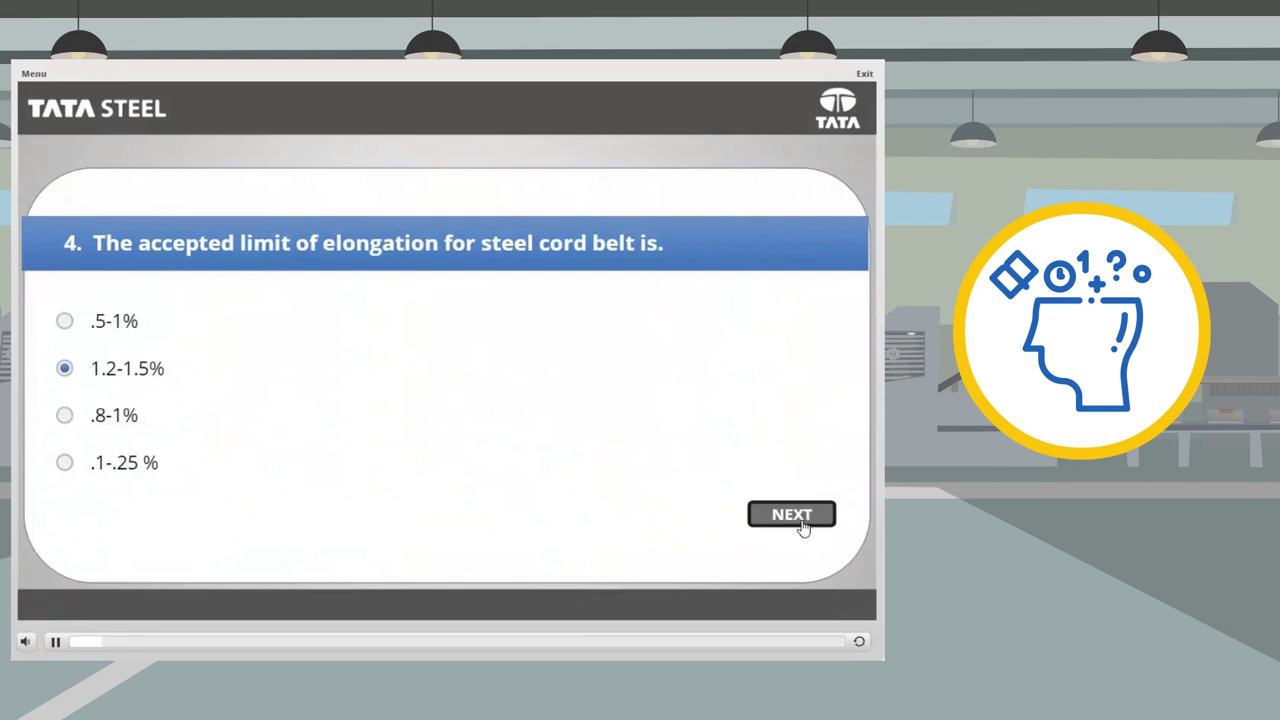 Menu
Exit
TATA STEEL
TATA
4. The accepted limit of elongation for steel cord belt is.
.5-1%
1.2-1.5%
.8-1%
.1-.25 %
NEXT
1
?
+